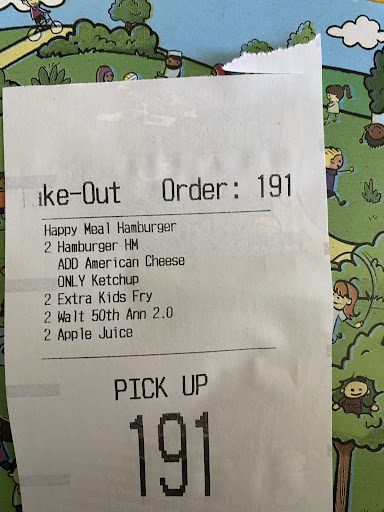 ke-Out Order: 191
Happy Meal Hamburger
2 Hamburger HM
ADD American Cheese
ONLY Ketchup
2 Extra Kids Fry
2 Walt 50th Ann 2.0
2 Apple Juice
PICK UP
191